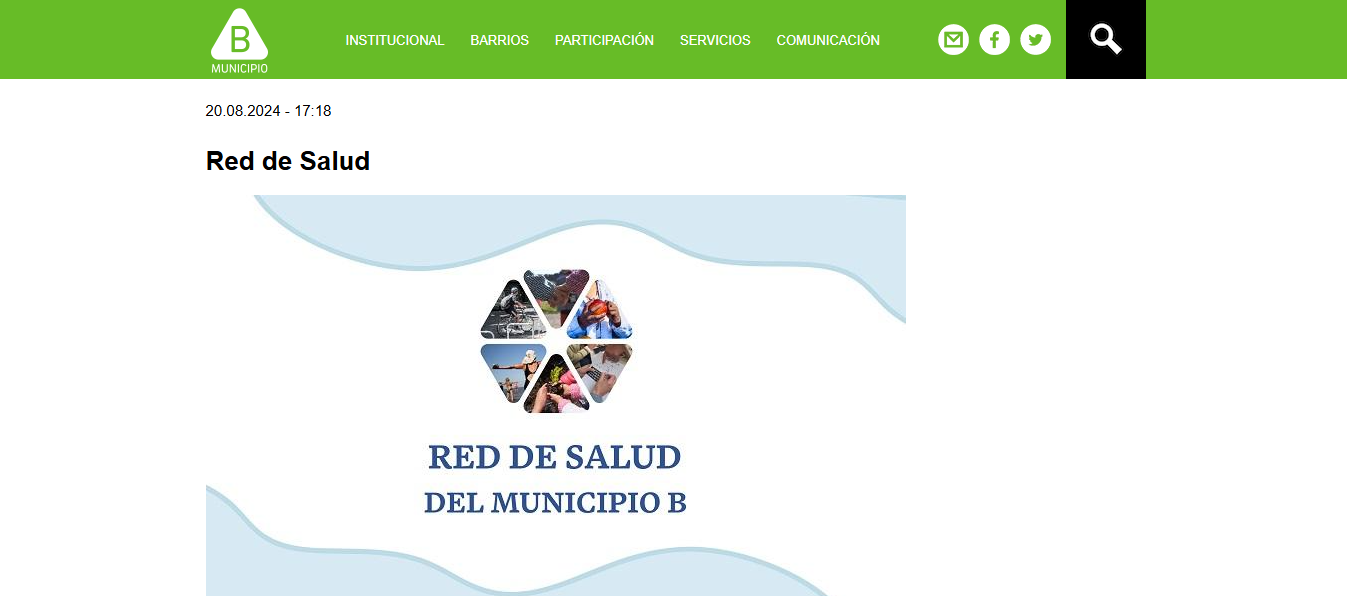 B
MUNICIPIO
INSTITUCIONAL BARRIOS PARTICIPACIÓN SERVICIOS COMUNICACIÓN
20.08.2024 - 17:18
Red de Salud
RED DE SALUD
DEL MUNICIPIO B